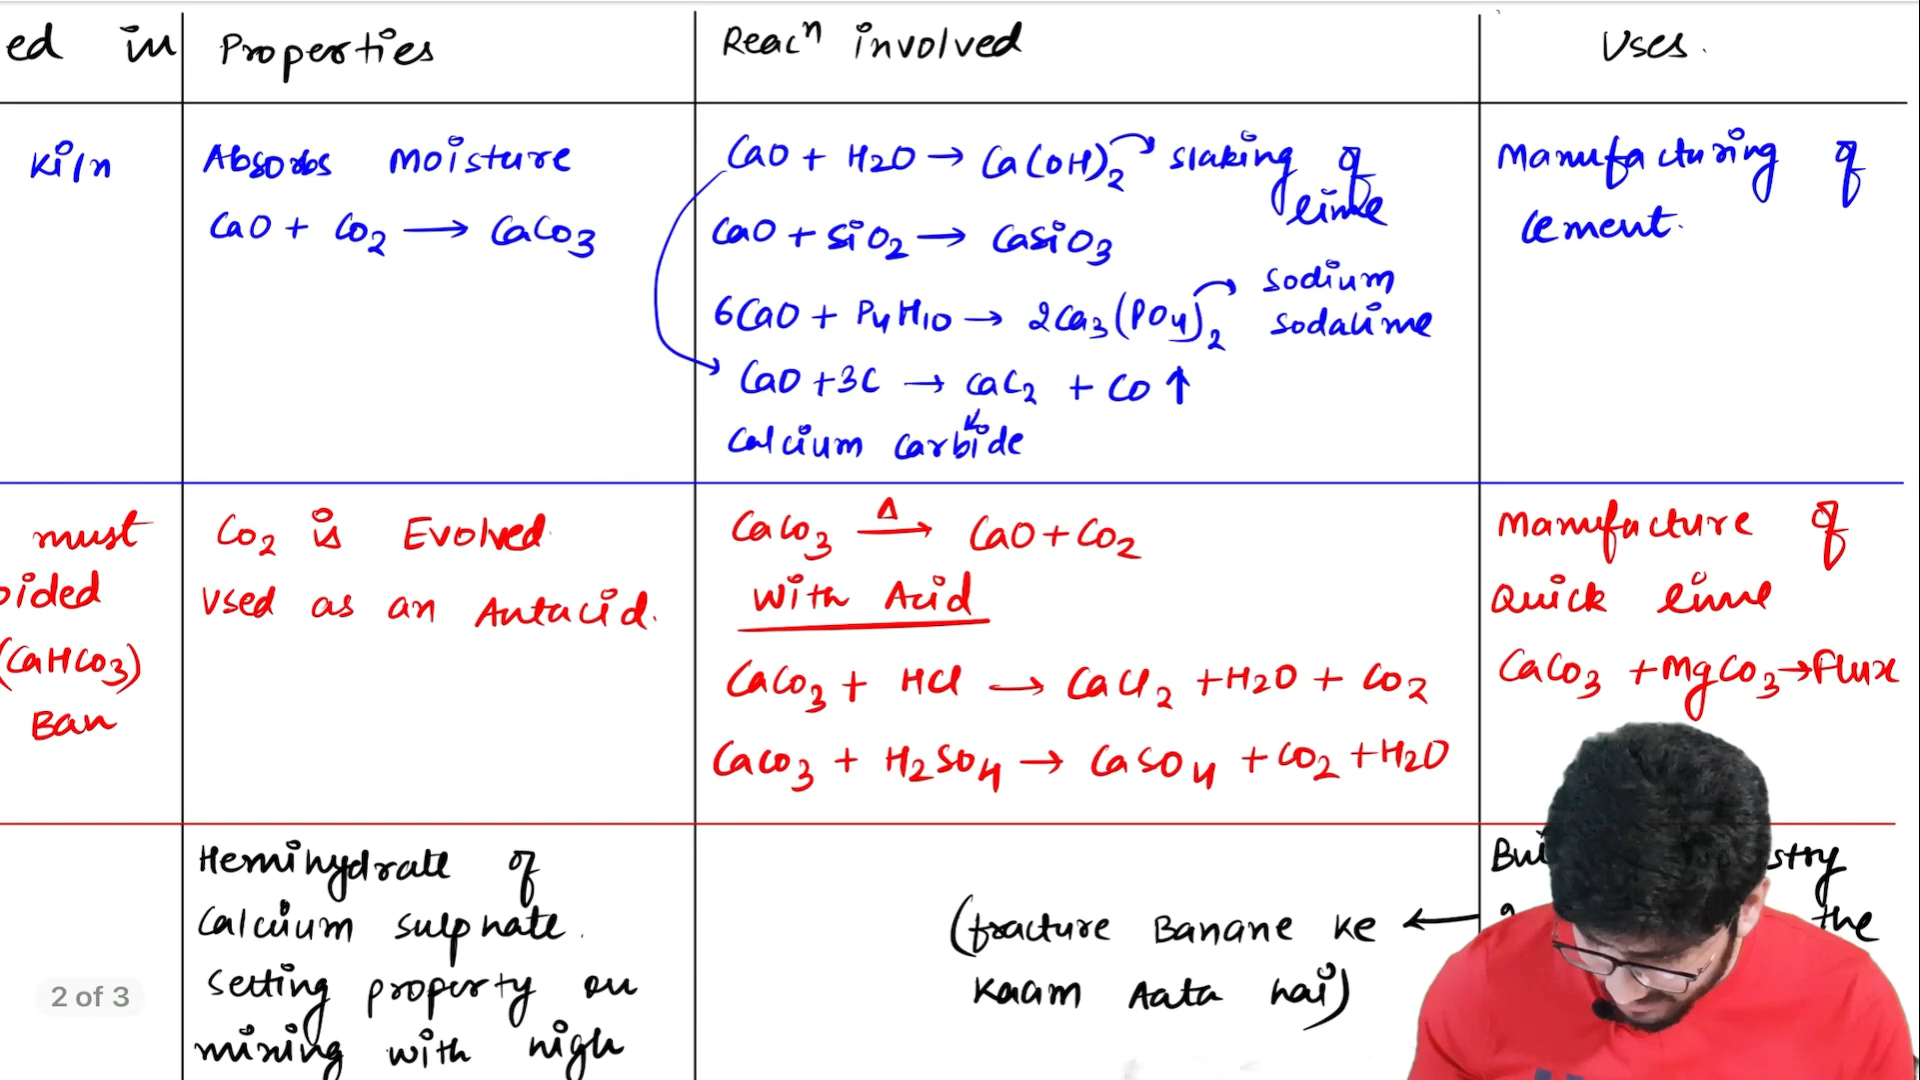 ed in
Properties
Reacⁿ involved
Uses.
Kiln
Absorbs Moisture
CaO + CO2 → CaCO3
CaO + H2O → Ca(OH)2 → slaking of
lime
CaO + SiO2 → CaSiO3
6CaO + P4H10 → 2Ca3(PO4)2 → Sodium
Sodalime
CaO + 3C → CaC2 + CO ↑
Calcium Carbide
Manufacturing of
Cement.
must
oided
(CaHCO3)
Ban
CO2 is Evolved.
Used as an Antacid.
CaCO3 Δ→ CaO + CO2
With Acid
CaCO3 + HCl → CaCl2 + H2O + CO2
CaCO3 + H2SO4 → CaSO4 + CO2 + H2O
Manufacture of
Quick lime
CaCO3 + MgCO3 → Flux
Hemihydrate of
Calcium sulphate.
Setting property on
mixing with high
(fracture Banane Ke ←
Kaam Aata hai)
Bui stry
the
2 of 3